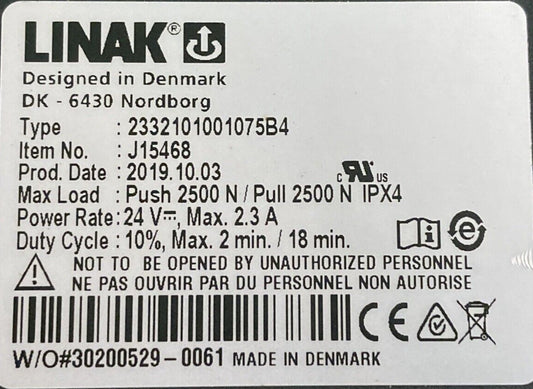 LINAK®
Designed in Denmark
DK - 6430 Nordborg
Type : 2332101001075B4
Item No. : J15468
Prod. Date : 2019.10.03
Max Load : Push 2500 N / Pull 2500 N IPX4
c RU US
Power Rate: 24 V⎓, Max. 2.3 A
Duty Cycle : 10%, Max. 2 min. / 18 min.
NOT TO BE OPENED BY UNAUTHORIZED PERSONNEL
NE PAS OUVRIR PAR DU PERSONNEL NON AUTORISE
CE
W/O#30200529-0061 MADE IN DENMARK